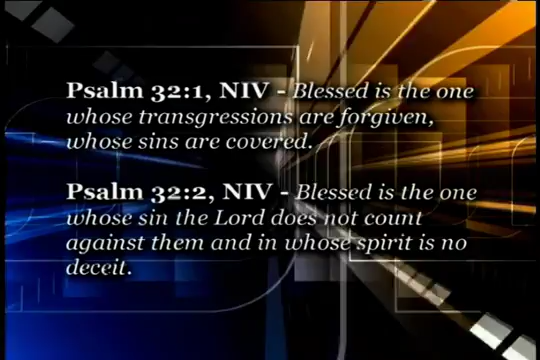 Psalm 32:1, NIV - Blessed is the one
whose transgressions are forgiven,
whose sins are covered.
Psalm 32:2, NIV - Blessed is the one
whose sin the Lord does not count
against them and in whose spirit is no
deceit.